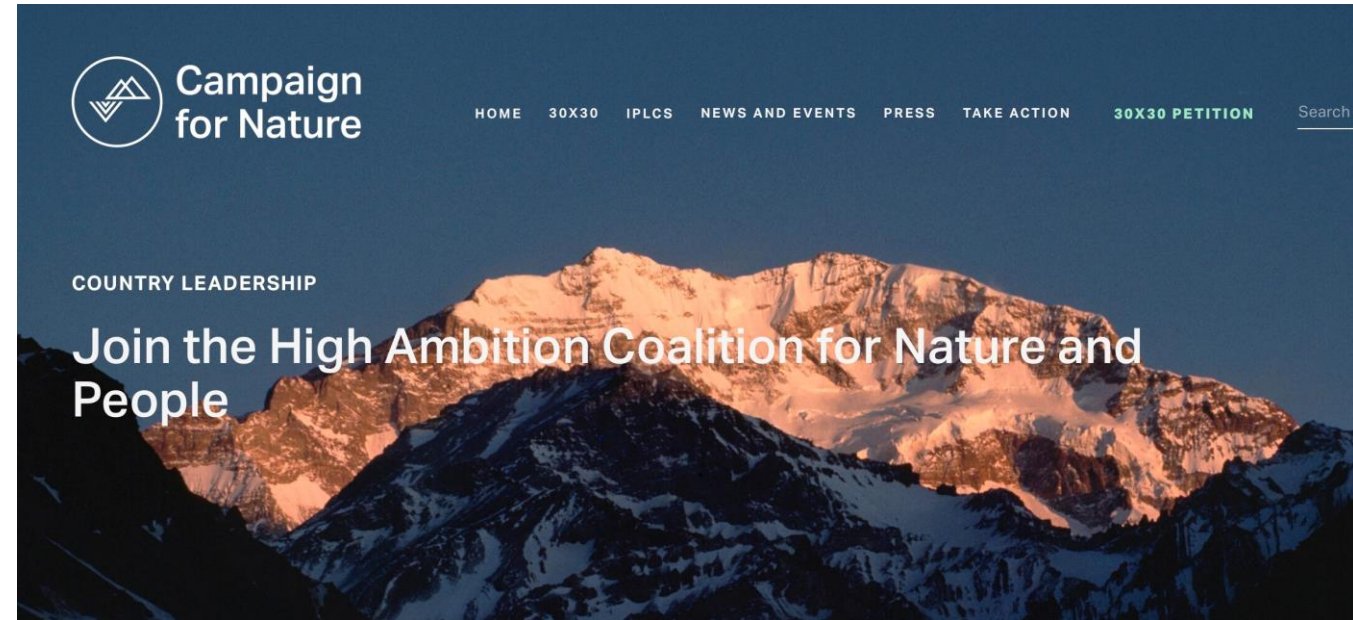 Campaign
for Nature
HOME 30X30 IPLCS NEWS AND EVENTS PRESS TAKE ACTION 30X30 PETITION Search
COUNTRY LEADERSHIP
Join the High Ambition Coalition for Nature and
People